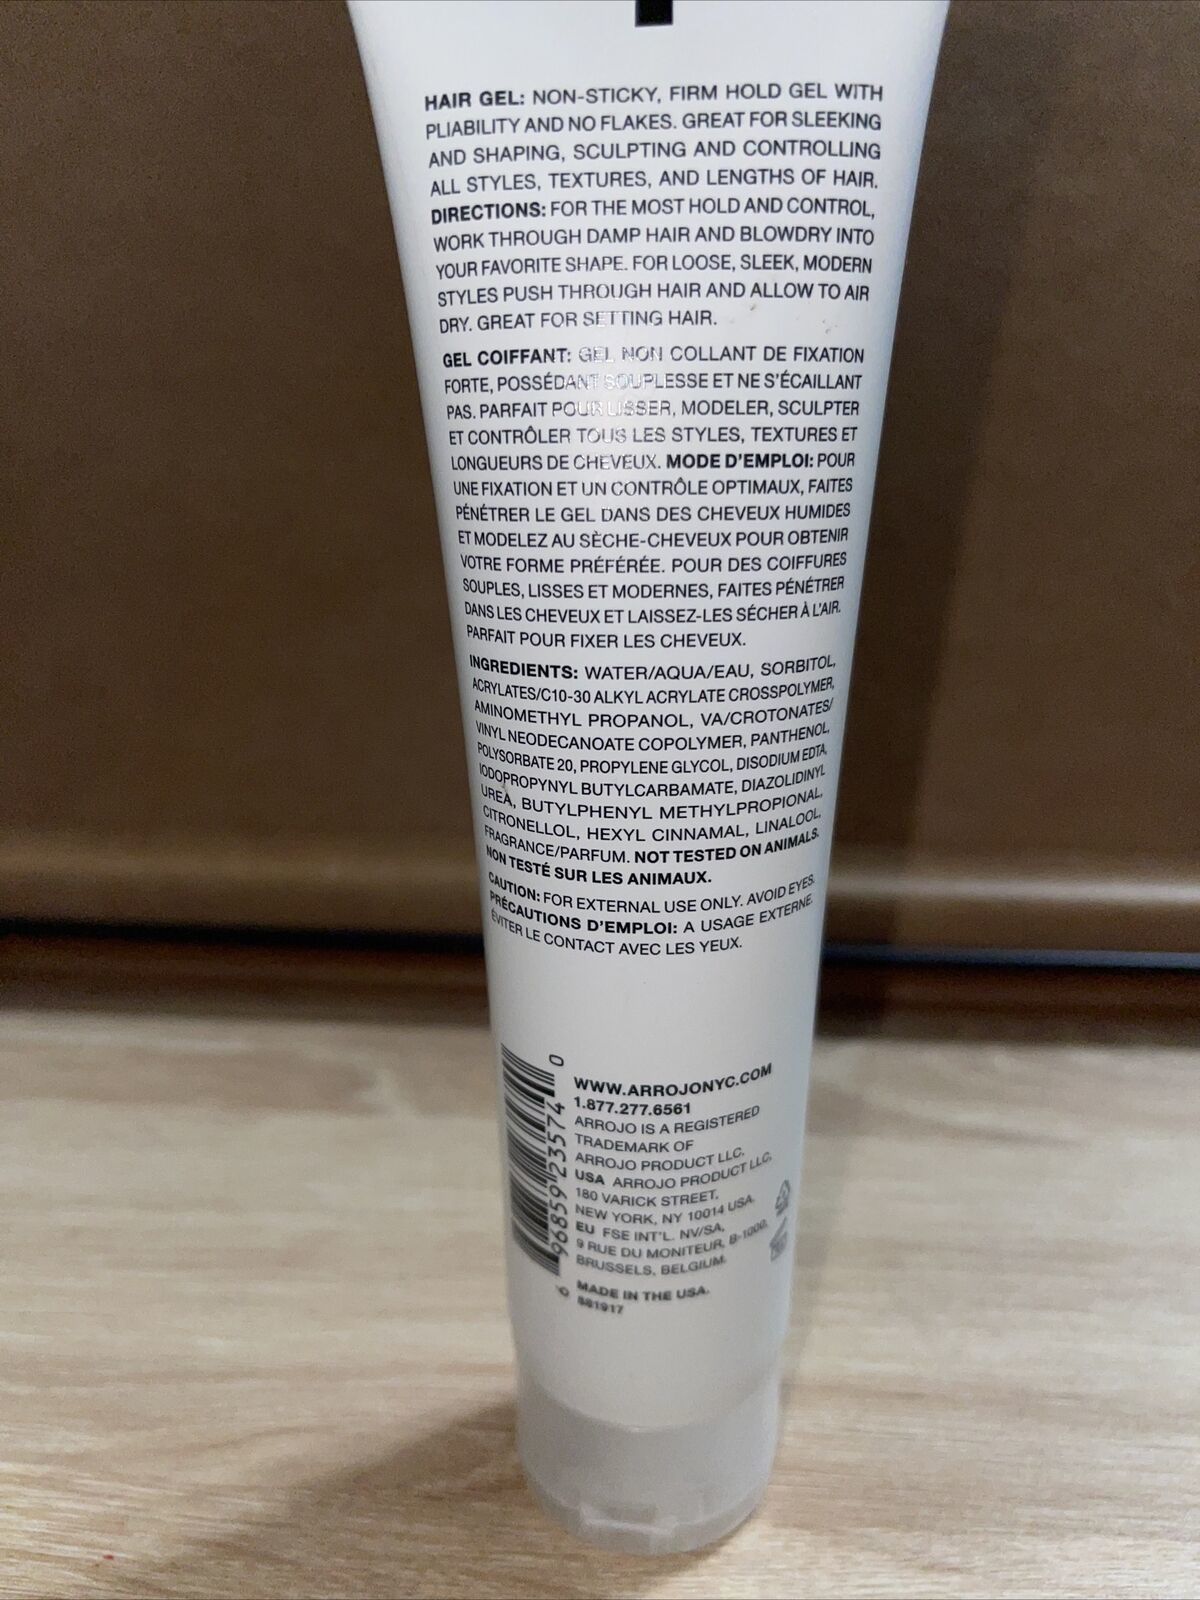 HAIR GEL: NON-STICKY, FIRM HOLD GEL WITH
PLIABILITY AND NO FLAKES. GREAT FOR SLEEKING
AND SHAPING, SCULPTING AND CONTROLLING
ALL STYLES, TEXTURES, AND LENGTHS OF HAIR.
DIRECTIONS: FOR THE MOST HOLD AND CONTROL,
WORK THROUGH DAMP HAIR AND BLOWDRY INTO
YOUR FAVORITE SHAPE. FOR LOOSE, SLEEK, MODERN
STYLES PUSH THROUGH HAIR AND ALLOW TO AIR
DRY. GREAT FOR SETTING HAIR.
GEL COIFFANT: GEL NON COLLANT DE FIXATION
FORTE, POSSÉDANT SOUPLESSE ET NE S'ÉCAILLANT
PAS. PARFAIT POUR LISSER, MODELER, SCULPTER
ET CONTRÔLER TOUS LES STYLES, TEXTURES ET
LONGUEURS DE CHEVEUX. MODE D'EMPLOI: POUR
UNE FIXATION ET UN CONTRÔLE OPTIMAUX, FAITES
PÉNÉTRER LE GEL DANS DES CHEVEUX HUMIDES
ET MODELEZ AU SÈCHE-CHEVEUX POUR OBTENIR
VOTRE FORME PRÉFÉRÉE. POUR DES COIFFURES
SOUPLES, LISSES ET MODERNES, FAITES PÉNÉTRER
DANS LES CHEVEUX ET LAISSEZ-LES SÉCHER À L'AIR.
PARFAIT POUR FIXER LES CHEVEUX.
INGREDIENTS: WATER/AQUA/EAU, SORBITOL,
ACRYLATES/C10-30 ALKYL ACRYLATE CROSSPOLYMER,
AMINOMETHYL PROPANOL, VA/CROTONATES/
VINYL NEODECANOATE COPOLYMER, PANTHENOL,
POLYSORBATE 20, PROPYLENE GLYCOL, DISODIUM EDTA,
IODOPROPYNYL BUTYLCARBAMATE, DIAZOLIDINYL
UREA, BUTYLPHENYL METHYLPROPIONAL,
CITRONELLOL, HEXYL CINNAMAL, LINALOOL,
FRAGRANCE/PARFUM. NOT TESTED ON ANIMALS.
NON TESTÉ SUR LES ANIMAUX.
CAUTION: FOR EXTERNAL USE ONLY. AVOID EYES.
PRÉCAUTIONS D'EMPLOI: A USAGE EXTERNE.
ÉVITER LE CONTACT AVEC LES YEUX.
WWW.ARROJONYC.COM
1.877.277.6561
ARROJO IS A REGISTERED
TRADEMARK OF
ARROJO PRODUCT LLC.
USA ARROJO PRODUCT LLC,
180 VARICK STREET,
NEW YORK, NY 10014 USA.
EU FSE INT'L. NV/SA,
9 RUE DU MONITEUR, B-1000,
BRUSSELS, BELGIUM.
MADE IN THE USA.
881917
6 96859 23574 0